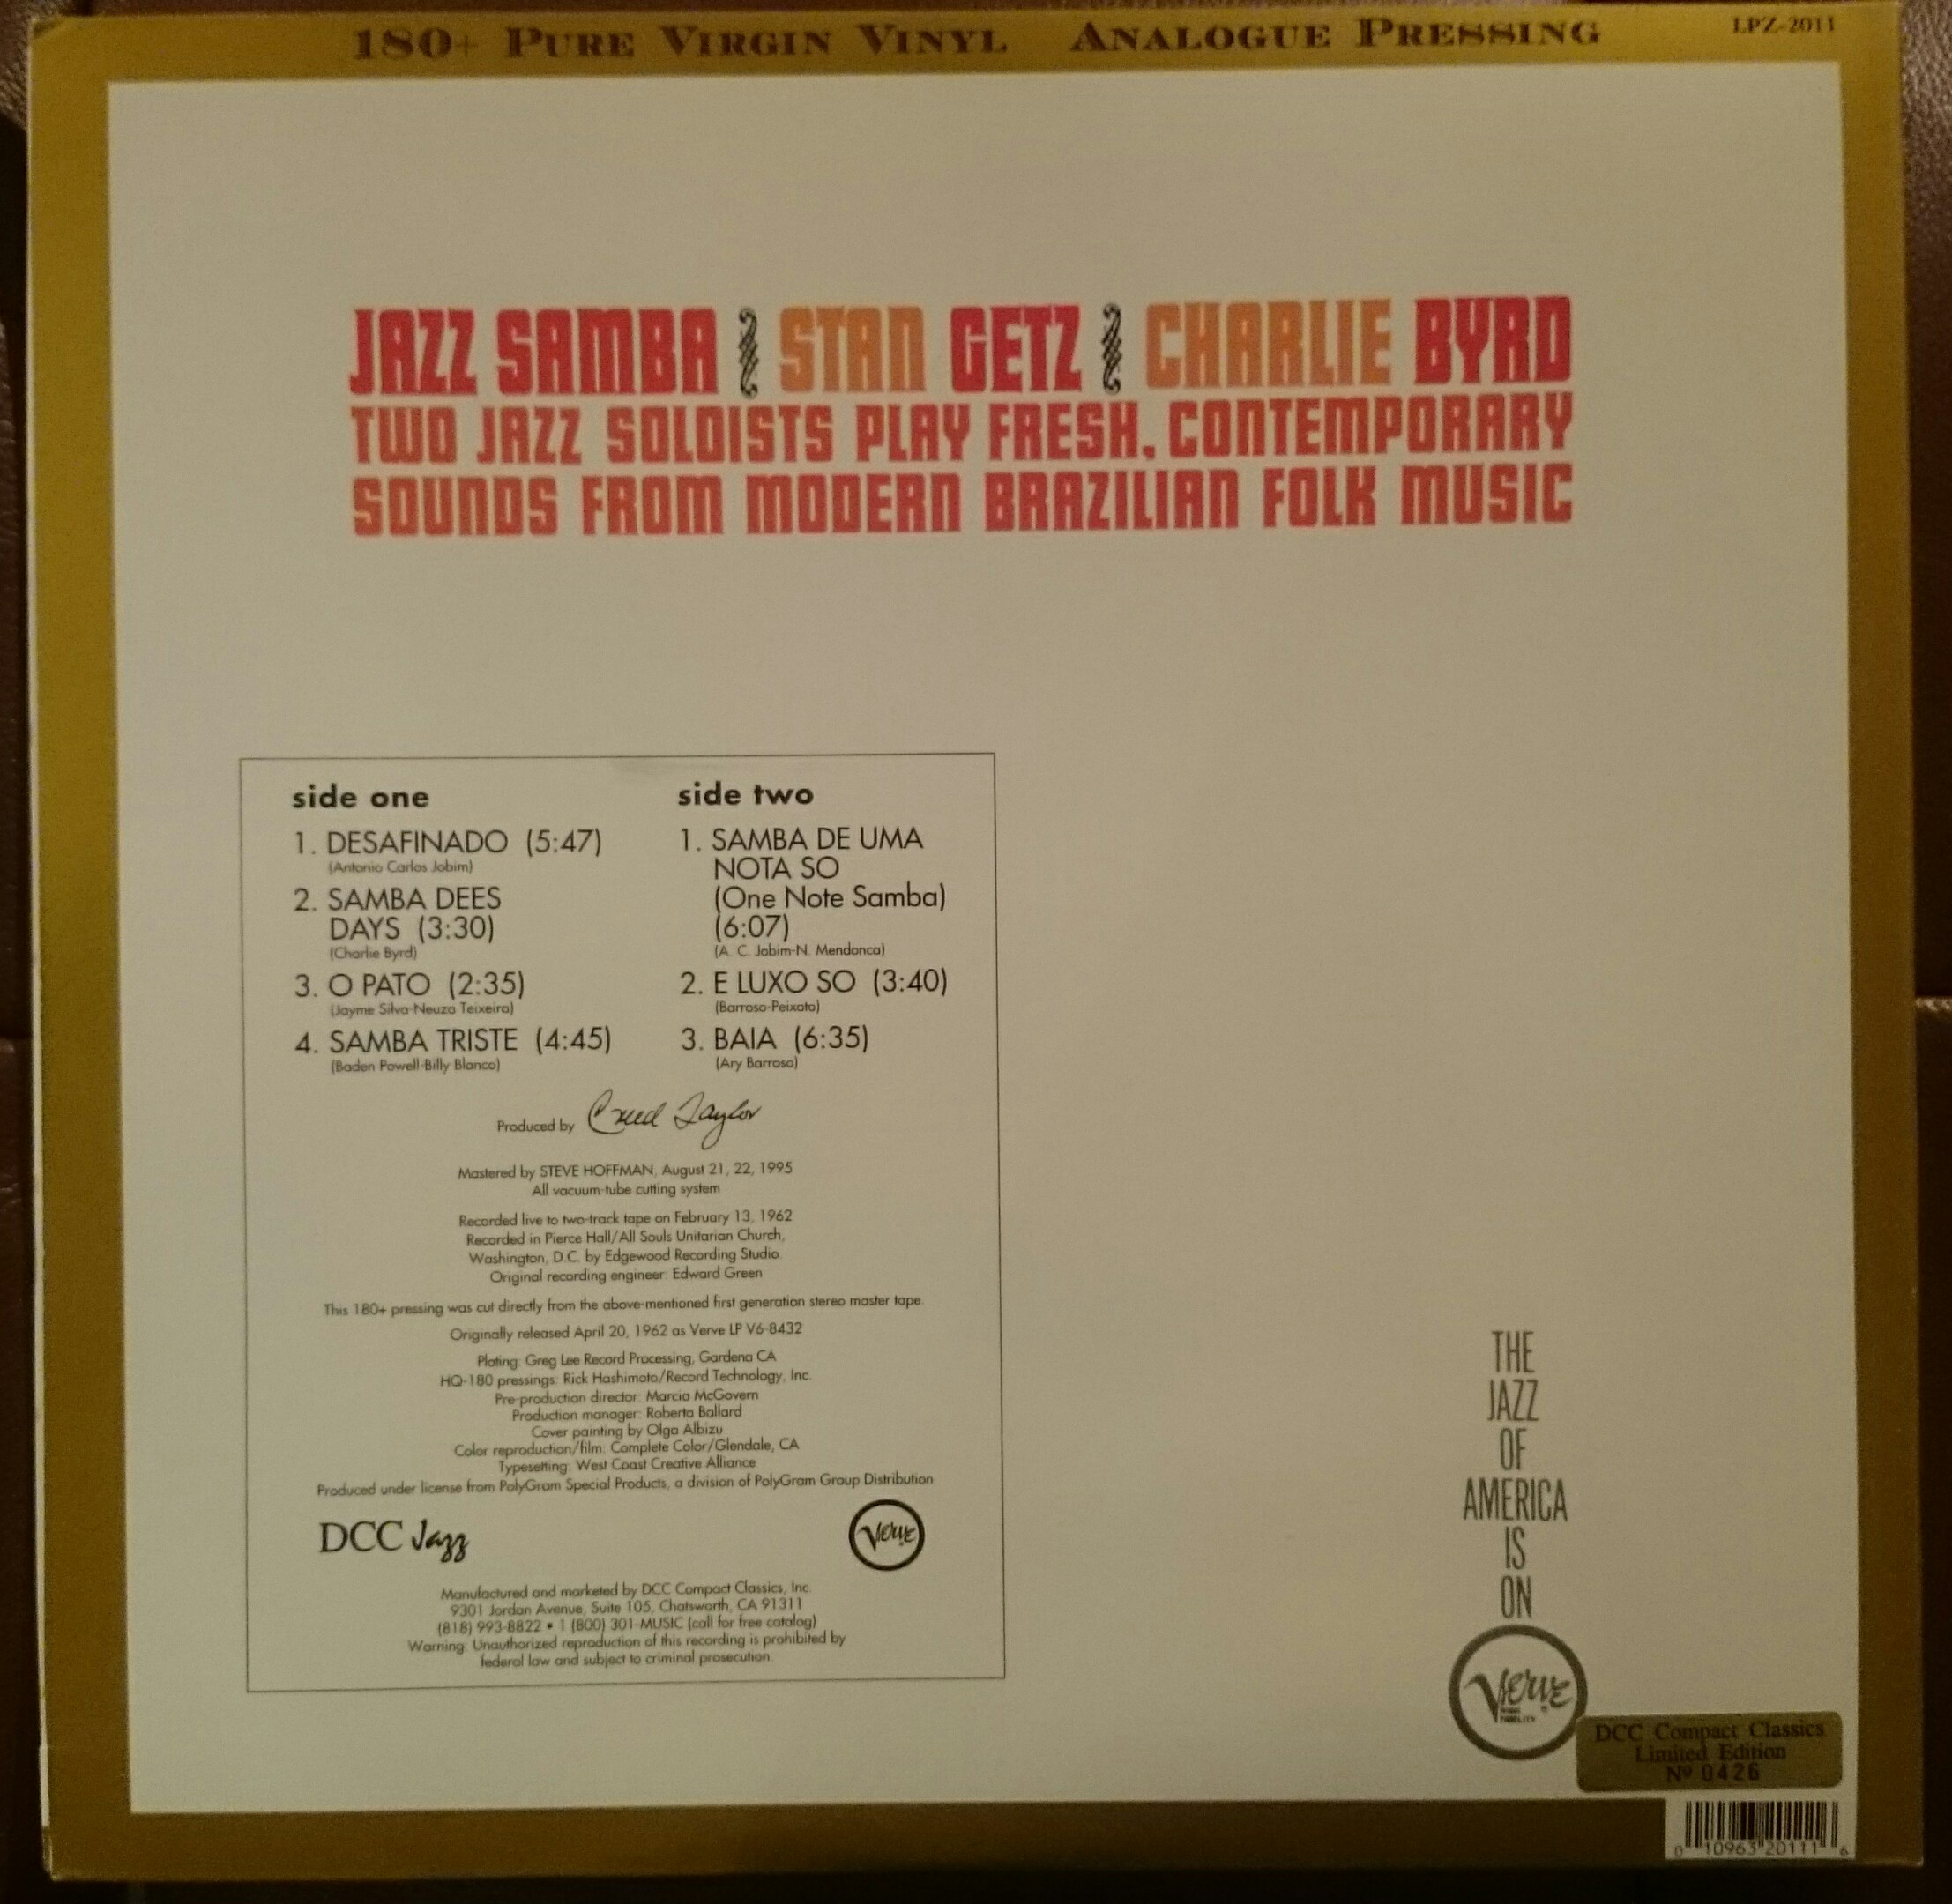 180+ PURE VIRGIN VINYL ANALOGUE PRESSING
LPZ-2011
JAZZ SAMBA STAN GETZ CHARLIE BYRD
TWO JAZZ SOLOISTS PLAY FRESH, CONTEMPORARY
SOUNDS FROM MODERN BRAZILIAN FOLK MUSIC
side one
1. DESAFINADO (5:47)
(Antonio Carlos Jobim)
2. SAMBA DEES
DAYS (3:30)
(Charlie Byrd)
3. O PATO (2:35)
(Jayme Silva-Neuza Teixeira)
4. SAMBA TRISTE (4:45)
(Baden Powell-Billy Blanco)
side two
1. SAMBA DE UMA
NOTA SO
(One Note Samba)
(6:07)
(A. C. Jobim-N. Mendonca)
2. E LUXO SO (3:40)
(Barroso-Peixoto)
3. BAIA (6:35)
(Ary Barroso)
Produced by Creed Taylor
Mastered by STEVE HOFFMAN, August 21, 22, 1995
All vacuum-tube cutting system
Recorded live to two-track tape on February 13, 1962
Recorded in Pierce Hall/All Souls Unitarian Church,
Washington, D.C. by Edgewood Recording Studio.
Original recording engineer: Edward Green
This 180+ pressing was cut directly from the above-mentioned first generation stereo master tape.
Originally released April 20, 1962 as Verve LP V6-8432
Plating: Greg Lee Record Processing, Gardena CA
HQ-180 pressings: Rick Hashimoto/Record Technology, Inc.
Pre-production director: Marcia McGovern
Production manager: Roberta Ballard
Cover painting by Olga Albizu
Color reproduction/film: Complete Color/Glendale, CA
Typesetting: West Coast Creative Alliance
Produced under license from PolyGram Special Products, a division of PolyGram Group Distribution
DCC Jazz
Verve
Manufactured and marketed by DCC Compact Classics, Inc.
9301 Jordan Avenue, Suite 105, Chatsworth, CA 91311
(818) 993-8822 • 1 (800) 301-MUSIC (call for free catalog)
Warning: Unauthorized reproduction of this recording is prohibited by
federal law and subject to criminal prosecution.
THE
JAZZ
OF
AMERICA
IS
ON
Verve
HIGH
FIDELITY
DCC Compact Classics
Limited Edition
Nº 0426
0 10963 20111 6